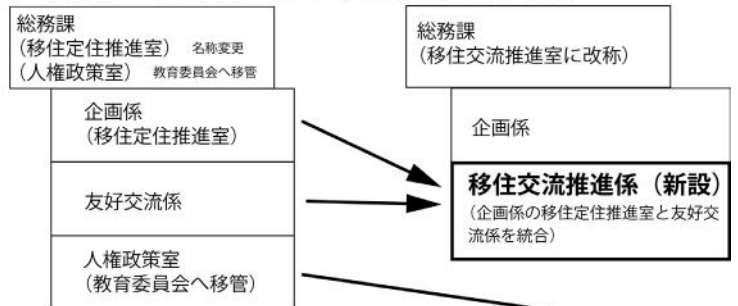 総務課
(移住定住推進室) 名称変更
(人権政策室) 教育委員会へ移管
企画係
(移住定住推進室)
友好交流係
人権政策室
(教育委員会へ移管)
総務課
(移住交流推進室に改称)
企画係
移住交流推進係(新設)
(企画係の移住定住推進室と友好交
流係を統合)